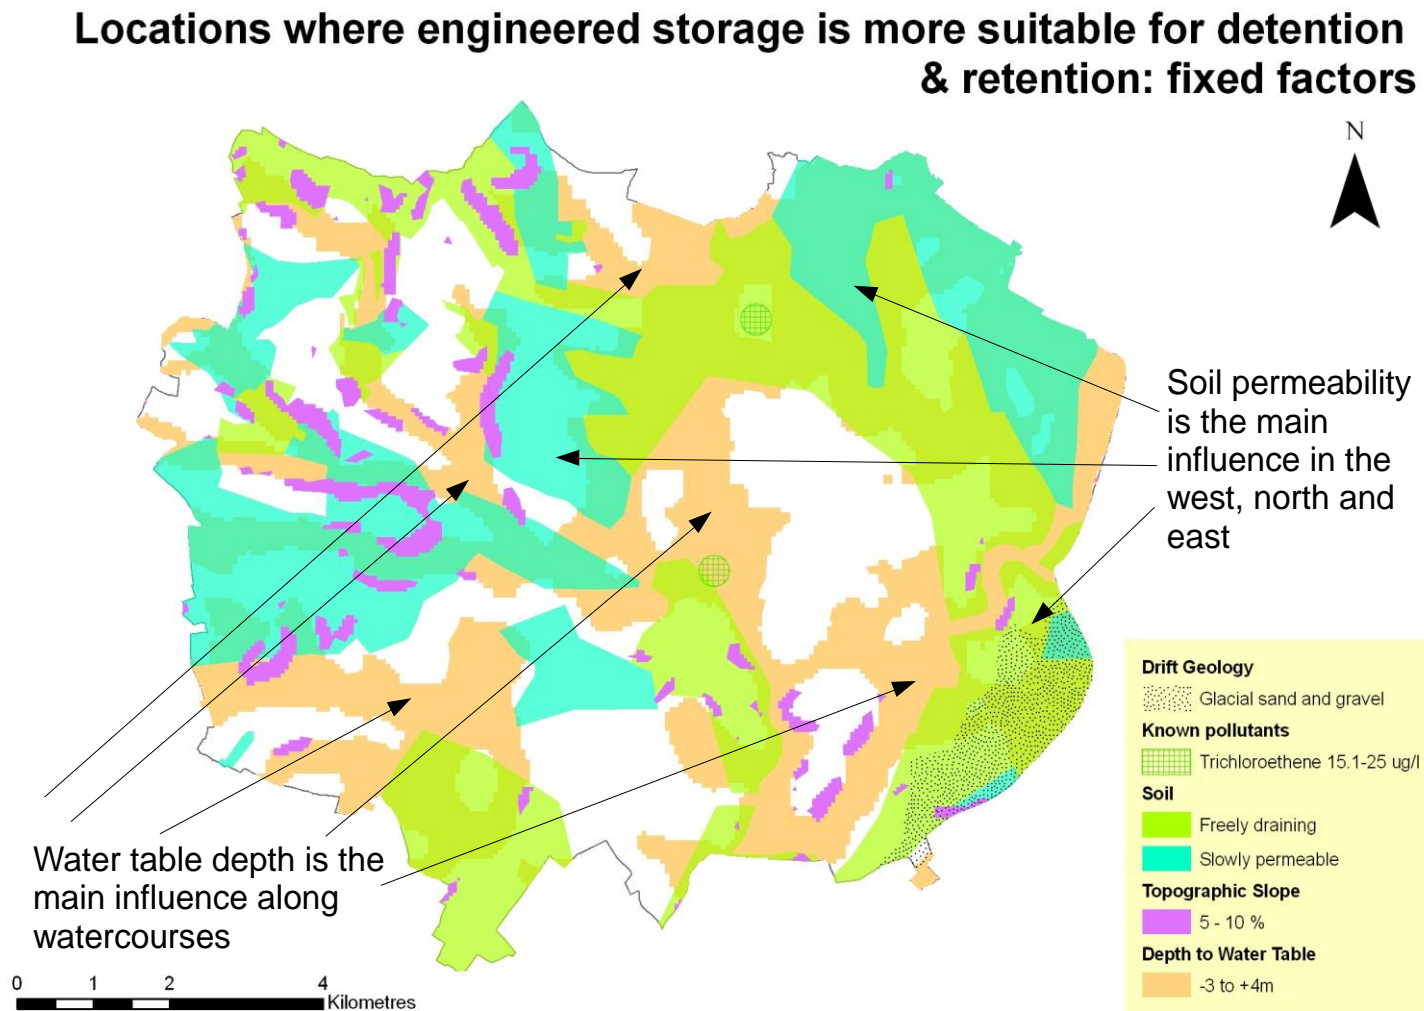 Locations where engineered storage is more suitable for detention
& retention: fixed factors
N
Soil permeability
is the main
influence in the
west, north and
east
Drift Geology
Glacial sand and gravel
Known pollutants
Trichloroethene 15.1-25 ug/l
Soil
Freely draining
Slowly permeable
Topographic Slope
5 - 10 %
Depth to Water Table
-3 to +4m
Water table depth is the
main influence along
watercourses
0 1 2 4
Kilometres